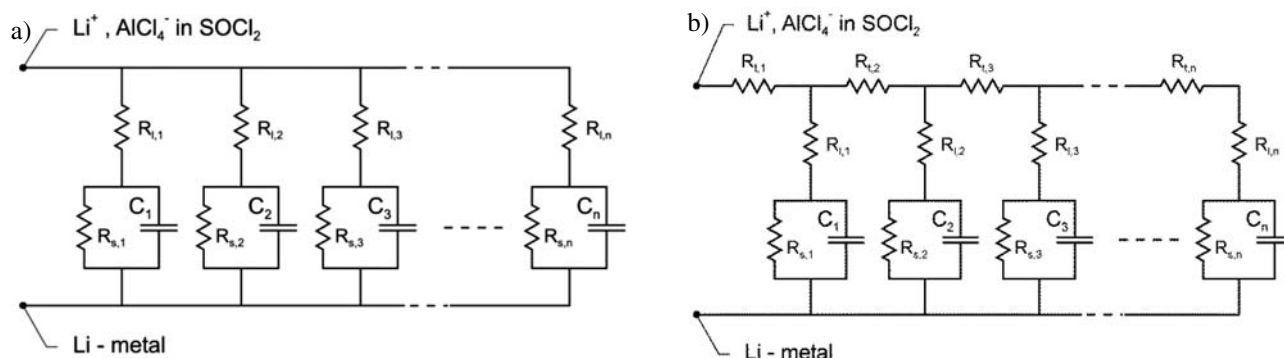 a)
Li⁺ , AlCl₄⁻ in SOCl₂
R_l,1 R_l,2 R_l,3 R_l,n
C₁ C₂ C₃ C_n
R_s,1 R_s,2 R_s,3 R_s,n
Li - metal
b)
Li⁺ , AlCl₄⁻ in SOCl₂
R_t,1 R_t,2 R_t,3 R_t,n
R_l,1 R_l,2 R_l,3 R_l,n
C₁ C₂ C₃ C_n
R_s,1 R_s,2 R_s,3 R_s,n
Li - metal